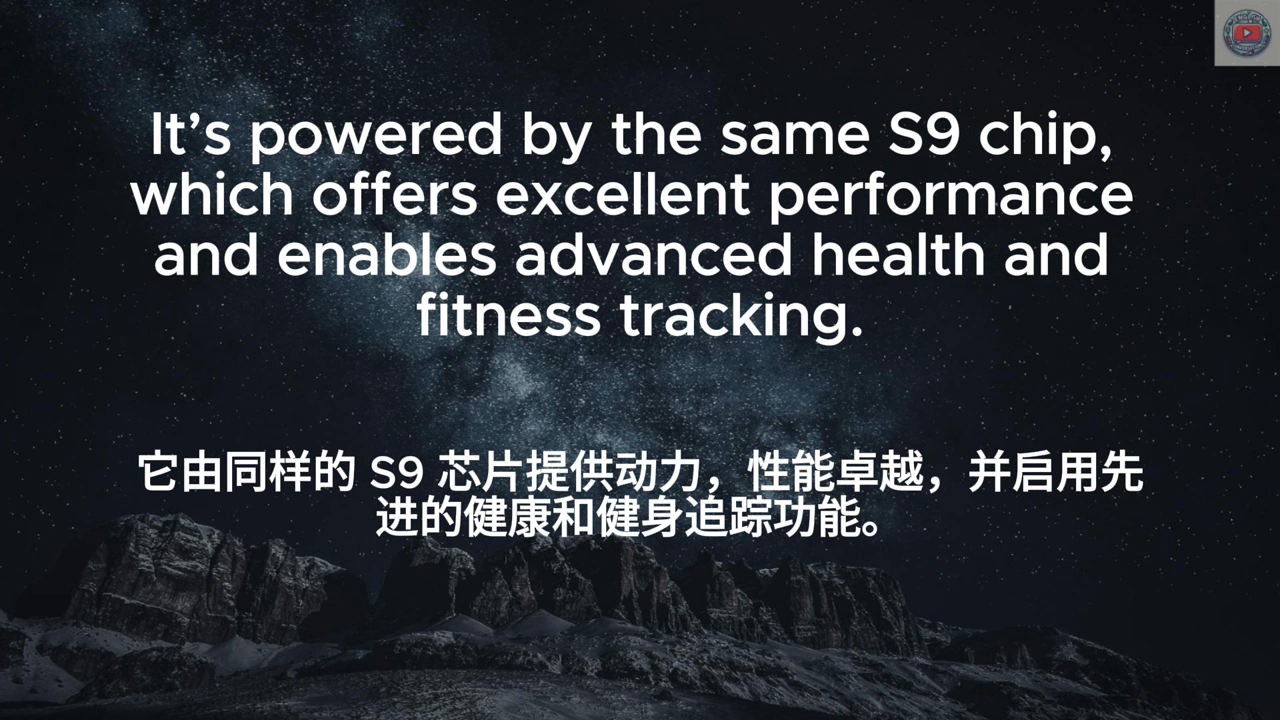 It’s powered by the same S9 chip,
which offers excellent performance
and enables advanced health and
fitness tracking.
它由同样的 S9 芯片提供动力，性能卓越，并启用先
进的健康和健身追踪功能。